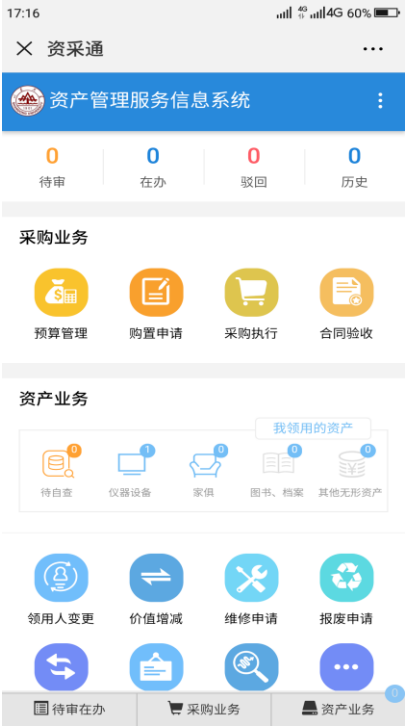 17:16
4G 4G 60%
资采通
资产管理服务信息系统
0 0 0 0
待审 在办 驳回 历史
采购业务
预算管理 购置申请 采购执行 合同验收
资产业务
我领用的资产
0 1 0 0 0
待自查 仪器设备 家俱 图书、档案 其他无形资产
领用人变更 价值增减 维修申请 报废申请
0
待审在办 采购业务 资产业务